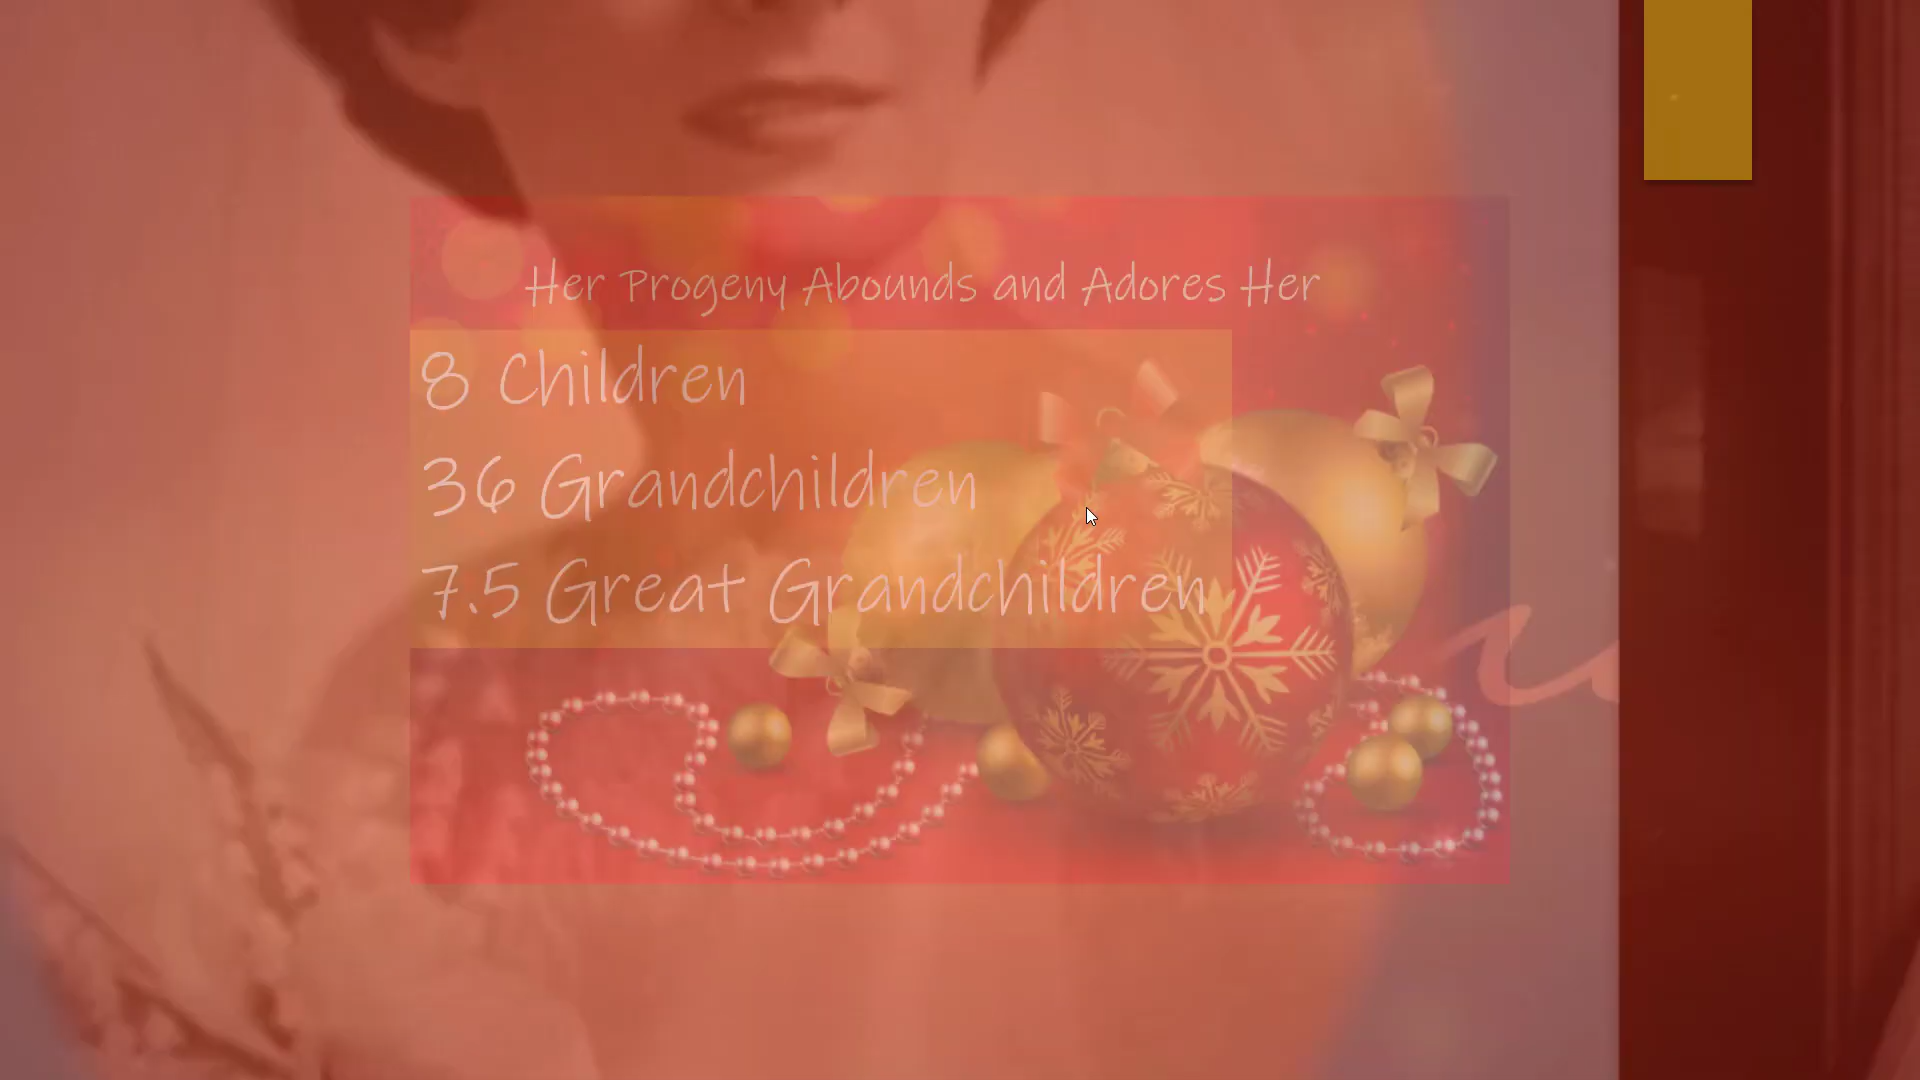 Her Progeny Abounds and Adores Her
8 Children
36 Grandchildren
7.5 Great Grandchildren